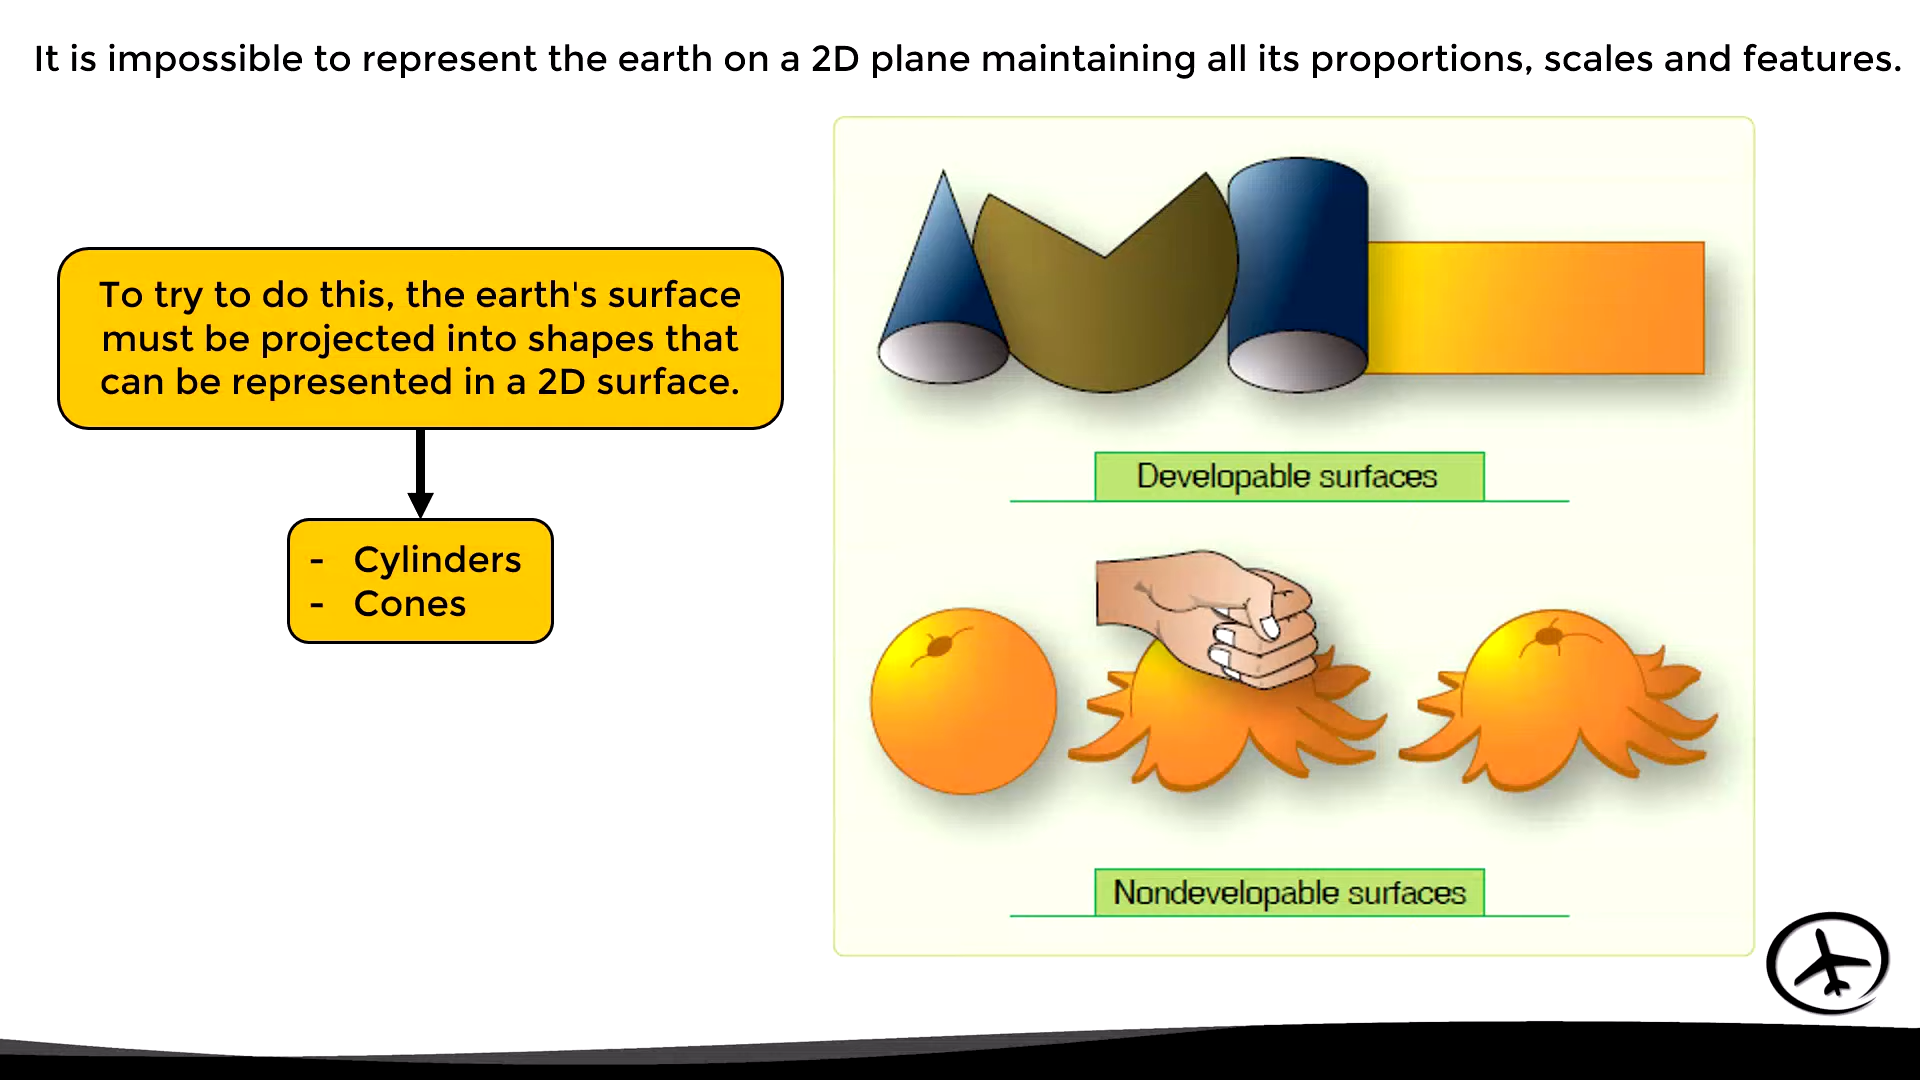 It is impossible to represent the earth on a 2D plane maintaining all its proportions, scales and features.
To try to do this, the earth's surface
must be projected into shapes that
can be represented in a 2D surface.
- Cylinders
- Cones
Developable surfaces
Nondevelopable surfaces